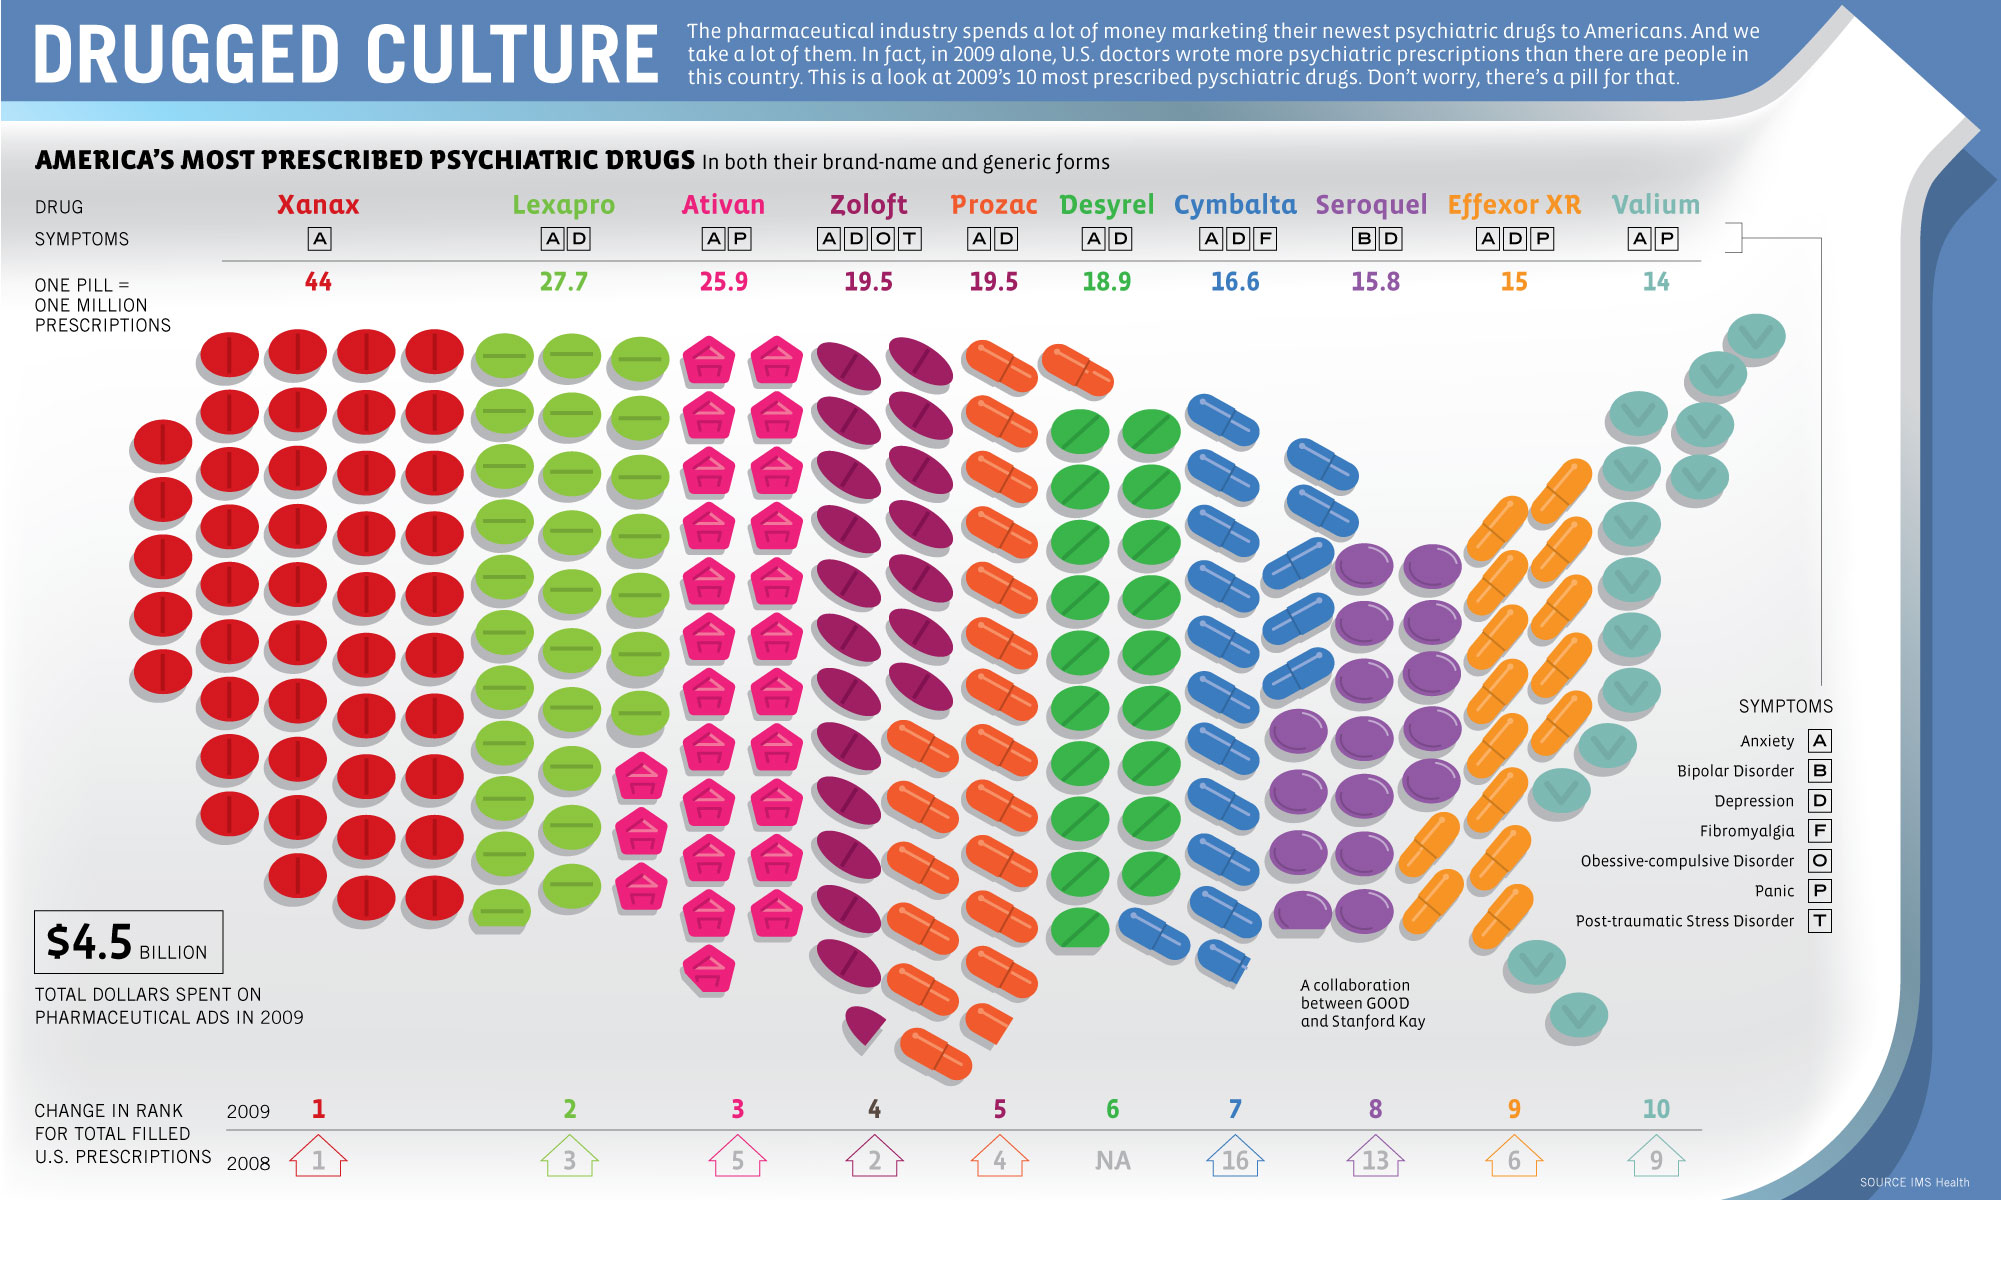 DRUGGED CULTURE
The pharmaceutical industry spends a lot of money marketing their newest psychiatric drugs to Americans. And we
take a lot of them. In fact, in 2009 alone, U.S. doctors wrote more psychiatric prescriptions than there are people in
this country. This is a look at 2009's 10 most prescribed pyschiatric drugs. Don't worry, there's a pill for that.
AMERICA'S MOST PRESCRIBED PSYCHIATRIC DRUGS In both their brand-name and generic forms
DRUG Xanax Lexapro Ativan Zoloft Prozac Desyrel Cymbalta Seroquel Effexor XR Valium
SYMPTOMS A A D A P A D O T A D A D A D F B D A D P A P
ONE PILL = 44 27.7 25.9 19.5 19.5 18.9 16.6 15.8 15 14
ONE MILLION
PRESCRIPTIONS
SYMPTOMS
Anxiety A
Bipolar Disorder B
Depression D
Fibromyalgia F
Obessive-compulsive Disorder O
Panic P
Post-traumatic Stress Disorder T
$4.5 BILLION
TOTAL DOLLARS SPENT ON
PHARMACEUTICAL ADS IN 2009
A collaboration
between GOOD
and Stanford Kay
CHANGE IN RANK
FOR TOTAL FILLED
U.S. PRESCRIPTIONS
2009 1 2 3 4 5 6 7 8 9 10
2008 1 3 5 2 4 NA 16 13 6 9
SOURCE IMS Health